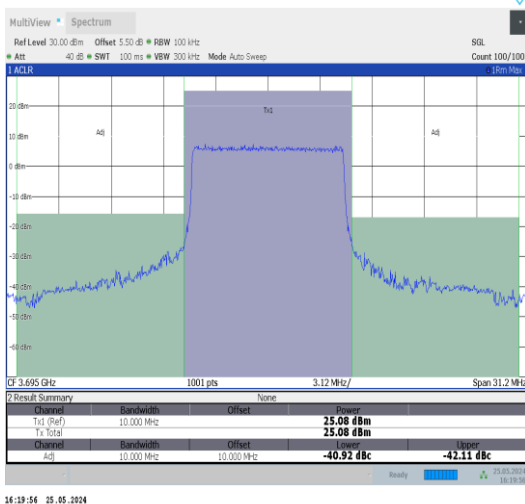 MultiView Spectrum
Ref Level 30.00 dBm Offset 5.50 dB RBW 100 kHz SGL
Att 40 dB SWT 100 ms VBW 300 kHz Mode Auto Sweep Count 100/100
1 ACLR 1Rm Max
20 dBm
Tx1
10 dBm
Adj Adj
0 dBm
-10 dBm
-20 dBm
-30 dBm
-40 dBm
-50 dBm
-60 dBm
CF 3.695 GHz 1001 pts 3.12 MHz/ Span 31.2 MHz
2 Result Summary None
Channel Bandwidth Offset Power
Tx1 (Ref) 10.000 MHz 25.08 dBm
Tx Total 25.08 dBm
Channel Bandwidth Offset Lower Upper
Adj 10.000 MHz 10.000 MHz -40.92 dBc -42.11 dBc
Ready 25.05.2024
16:19:56
16:19:56 25.05.2024